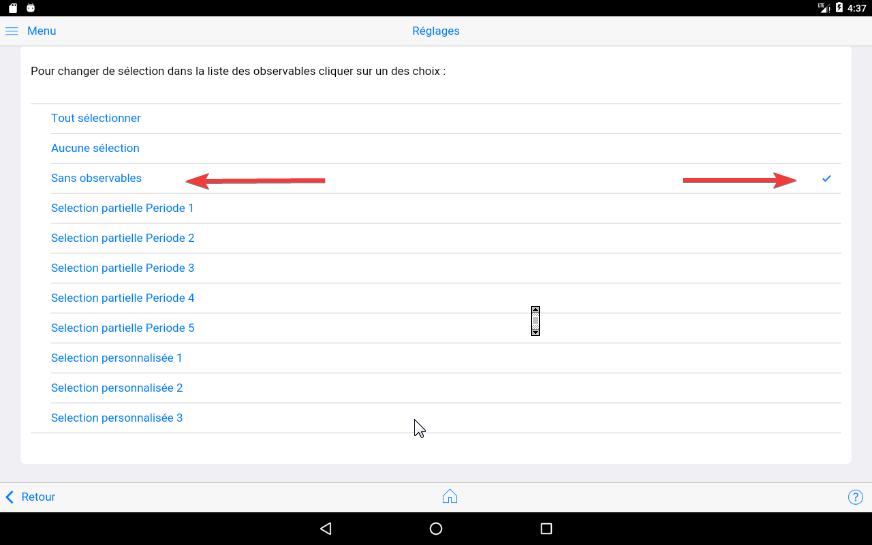 4:37
Menu
Réglages
Pour changer de sélection dans la liste des observables cliquer sur un des choix :
Tout sélectionner
Aucune sélection
Sans observables
Selection partielle Periode 1
Selection partielle Periode 2
Selection partielle Periode 3
Selection partielle Periode 4
Selection partielle Periode 5
Selection personnalisée 1
Selection personnalisée 2
Selection personnalisée 3
Retour
?